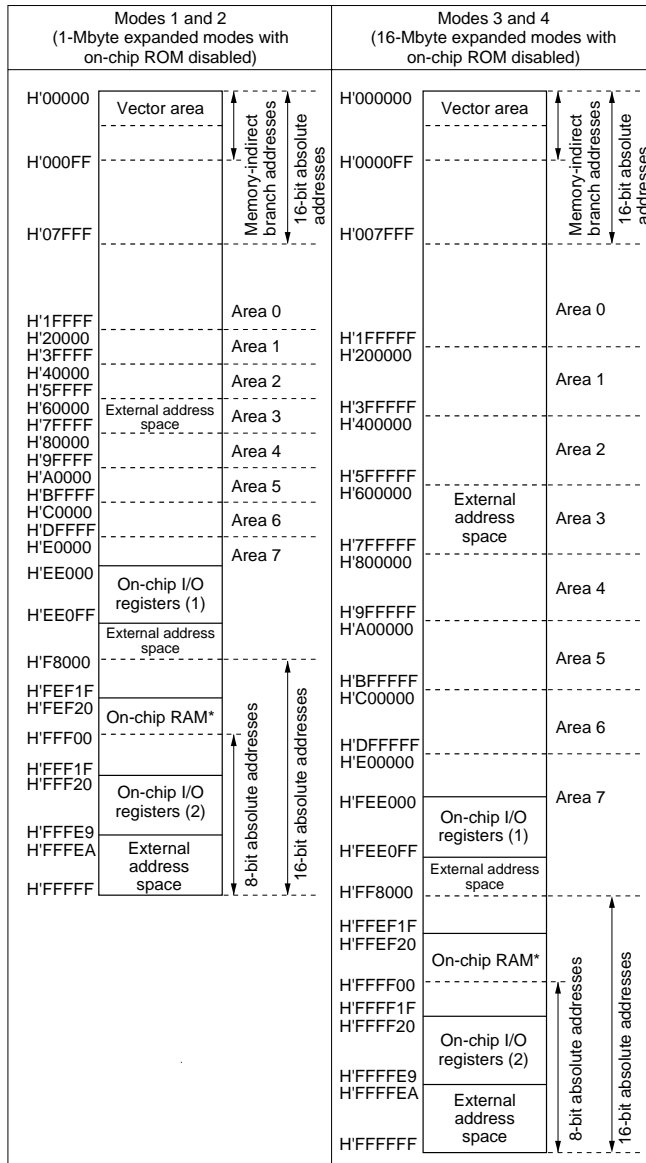 Modes 1 and 2
(1-Mbyte expanded modes with
on-chip ROM disabled)
H'00000
Vector area
H'000FF
H'07FFF
Memory-indirect
branch addresses
16-bit absolute
addresses
Area 0
H'1FFFF
H'20000
Area 1
H'3FFFF
H'40000
Area 2
H'5FFFF
H'60000
External address
space
Area 3
H'7FFFF
H'80000
Area 4
H'9FFFF
H'A0000
Area 5
H'BFFFF
H'C0000
Area 6
H'DFFFF
H'E0000
Area 7
H'EE000
On-chip I/O
registers (1)
H'EE0FF
External address
space
H'F8000
H'FEF1F
H'FEF20
On-chip RAM*
H'FFF00
H'FFF1F
H'FFF20
On-chip I/O
registers (2)
H'FFFE9
H'FFFEA
External
address
space
H'FFFFF
8-bit absolute addresses
16-bit absolute addresses
Modes 3 and 4
(16-Mbyte expanded modes with
on-chip ROM disabled)
H'000000
Vector area
H'0000FF
H'007FFF
Memory-indirect
branch addresses
16-bit absolute
addresses
Area 0
H'1FFFFF
H'200000
Area 1
H'3FFFFF
H'400000
Area 2
H'5FFFFF
H'600000
External
address
space
Area 3
H'7FFFFF
H'800000
Area 4
H'9FFFFF
H'A00000
Area 5
H'BFFFFF
H'C00000
Area 6
H'DFFFFF
H'E00000
Area 7
H'FEE000
On-chip I/O
registers (1)
H'FEE0FF
External address
space
H'FF8000
H'FFEF1F
H'FFEF20
On-chip RAM*
H'FFFF00
H'FFFF1F
H'FFFF20
On-chip I/O
registers (2)
H'FFFFE9
H'FFFFEA
External
address
space
H'FFFFFF
8-bit absolute addresses
16-bit absolute addresses